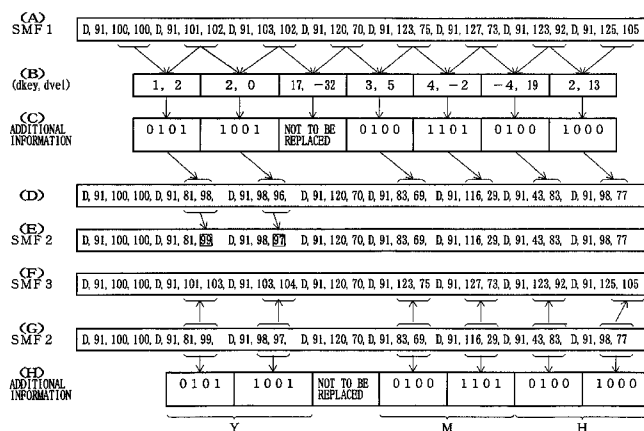 (A)
SMF1 D, 91, 100, 100, D, 91, 101, 102, D, 91, 103, 102, D, 91, 120, 70, D, 91, 123, 75, D, 91, 127, 73, D, 91, 123, 92, D, 91, 125, 105
(B)
(dkey, dvel) 1, 2 2, 0 17, -32 3, 5 4, -2 -4, 19 2, 13
(C)
ADDITIONAL INFORMATION 0101 1001 NOT TO BE REPLACED 0100 1101 0100 1000
(D) D, 91, 100, 100, D, 91, 81, 98, D, 91, 98, 96, D, 91, 120, 70, D, 91, 83, 69, D, 91, 116, 29, D, 91, 43, 83, D, 91, 98, 77
(E)
SMF2 D, 91, 100, 100, D, 91, 81, 99, D, 91, 98, 97, D, 91, 120, 70, D, 91, 83, 69, D, 91, 116, 29, D, 91, 43, 83, D, 91, 98, 77
(F)
SMF3 D, 91, 100, 100, D, 91, 101, 103, D, 91, 103, 104, D, 91, 120, 70, D, 91, 123, 75 D, 91, 127, 73, D, 91, 123, 92, D, 91, 125, 105
(G)
SMF2 D, 91, 100, 100, D, 91, 81, 99, D, 91, 98, 97, D, 91, 120, 70, D, 91, 83, 69, D, 91, 116, 29, D, 91, 43, 83, D, 91, 98, 77
(H)
ADDITIONAL INFORMATION 0101 1001 NOT TO BE REPLACED 0100 1101 0100 1000
Y M H